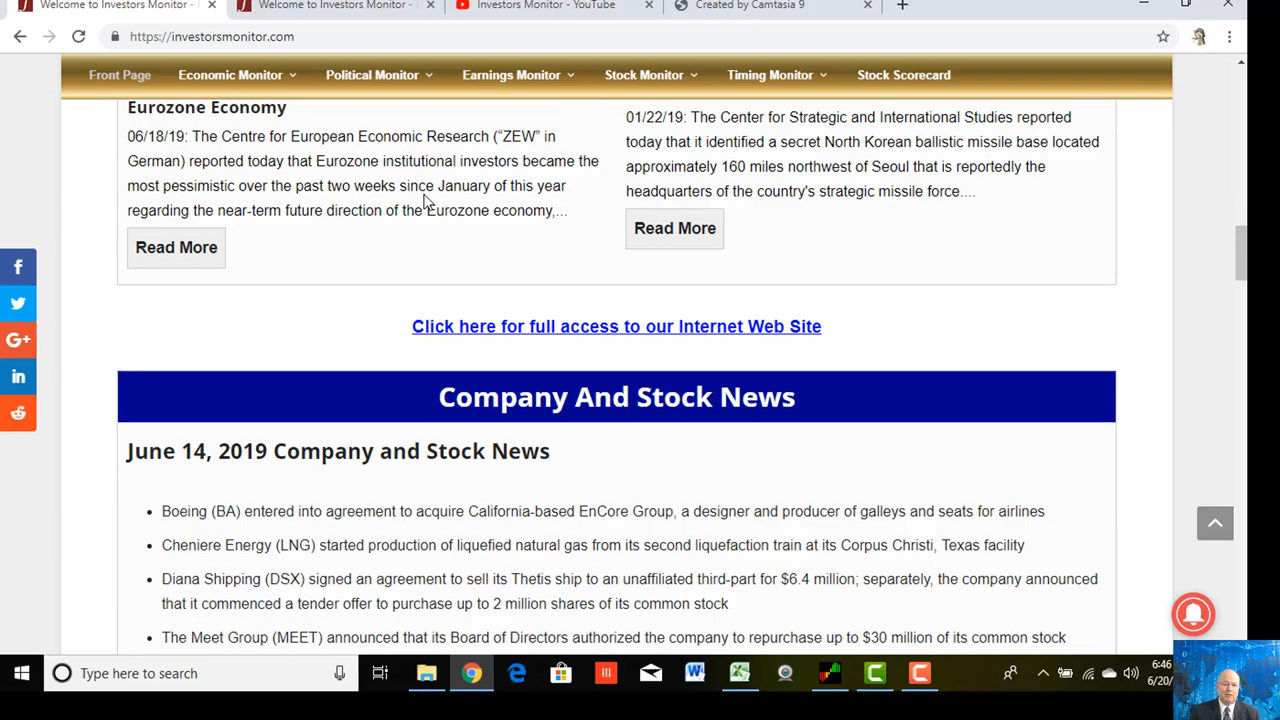 Welcome to Investors Monitor -
Welcome to Investors Monitor -
Investors Monitor - YouTube
Created by Camtasia 9
https://investorsmonitor.com
Front Page
Economic Monitor
Political Monitor
Earnings Monitor
Stock Monitor
Timing Monitor
Stock Scorecard
Eurozone Economy
06/18/19: The Centre for European Economic Research (“ZEW” in
German) reported today that Eurozone institutional investors became the
most pessimistic over the past two weeks since January of this year
regarding the near-term future direction of the Eurozone economy,...
Read More
01/22/19: The Center for Strategic and International Studies reported
today that it identified a secret North Korean ballistic missile base located
approximately 160 miles northwest of Seoul that is reportedly the
headquarters of the country's strategic missile force....
Read More
f
G+
in
Click here for full access to our Internet Web Site
Company And Stock News
June 14, 2019 Company and Stock News
• Boeing (BA) entered into agreement to acquire California-based EnCore Group, a designer and producer of galleys and seats for airlines
• Cheniere Energy (LNG) started production of liquefied natural gas from its second liquefaction train at its Corpus Christi, Texas facility
• Diana Shipping (DSX) signed an agreement to sell its Thetis ship to an unaffiliated third-part for $6.4 million; separately, the company announced
that it commenced a tender offer to purchase up to 2 million shares of its common stock
• The Meet Group (MEET) announced that its Board of Directors authorized the company to repurchase up to $30 million of its common stock
Type here to search
6:46
6/20/